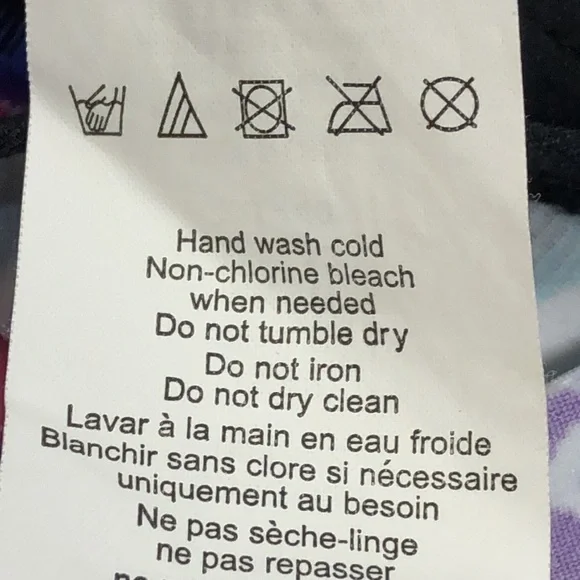 Hand wash cold
Non-chlorine bleach
when needed
Do not tumble dry
Do not iron
Do not dry clean
Lavar à la main en eau froide
Blanchir sans clore si nécessaire
uniquement au besoin
Ne pas sèche-linge
ne pas repasser